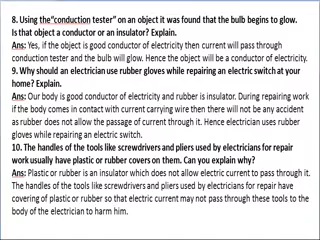 8. Using the“conduction tester” on an object it was found that the bulb begins to glow.
Is that object a conductor or an insulator? Explain.
Ans: Yes, if the object is good conductor of electricity then current will pass through
conduction tester and the bulb will glow. Hence the object will be a conductor of electricity.
9. Why should an electrician use rubber gloves while repairing an electric switch at your
home? Explain.
Ans: Our body is good conductor of electricity and rubber is insulator. During repairing work
if the body comes in contact with current carrying wire then there will not be any accident
as rubber does not allow the passage of current through it. Hence electrician uses rubber
gloves while repairing an electric switch.
10. The handles of the tools like screwdrivers and pliers used by electricians for repair
work usually have plastic or rubber covers on them. Can you explain why?
Ans: Plastic or rubber is an insulator which does not allow electric current to pass through it.
The handles of the tools like screwdrivers and pliers used by electricians for repair have
covering of plastic or rubber so that electric current may not pass through these tools to the
body of the electrician to harm him.